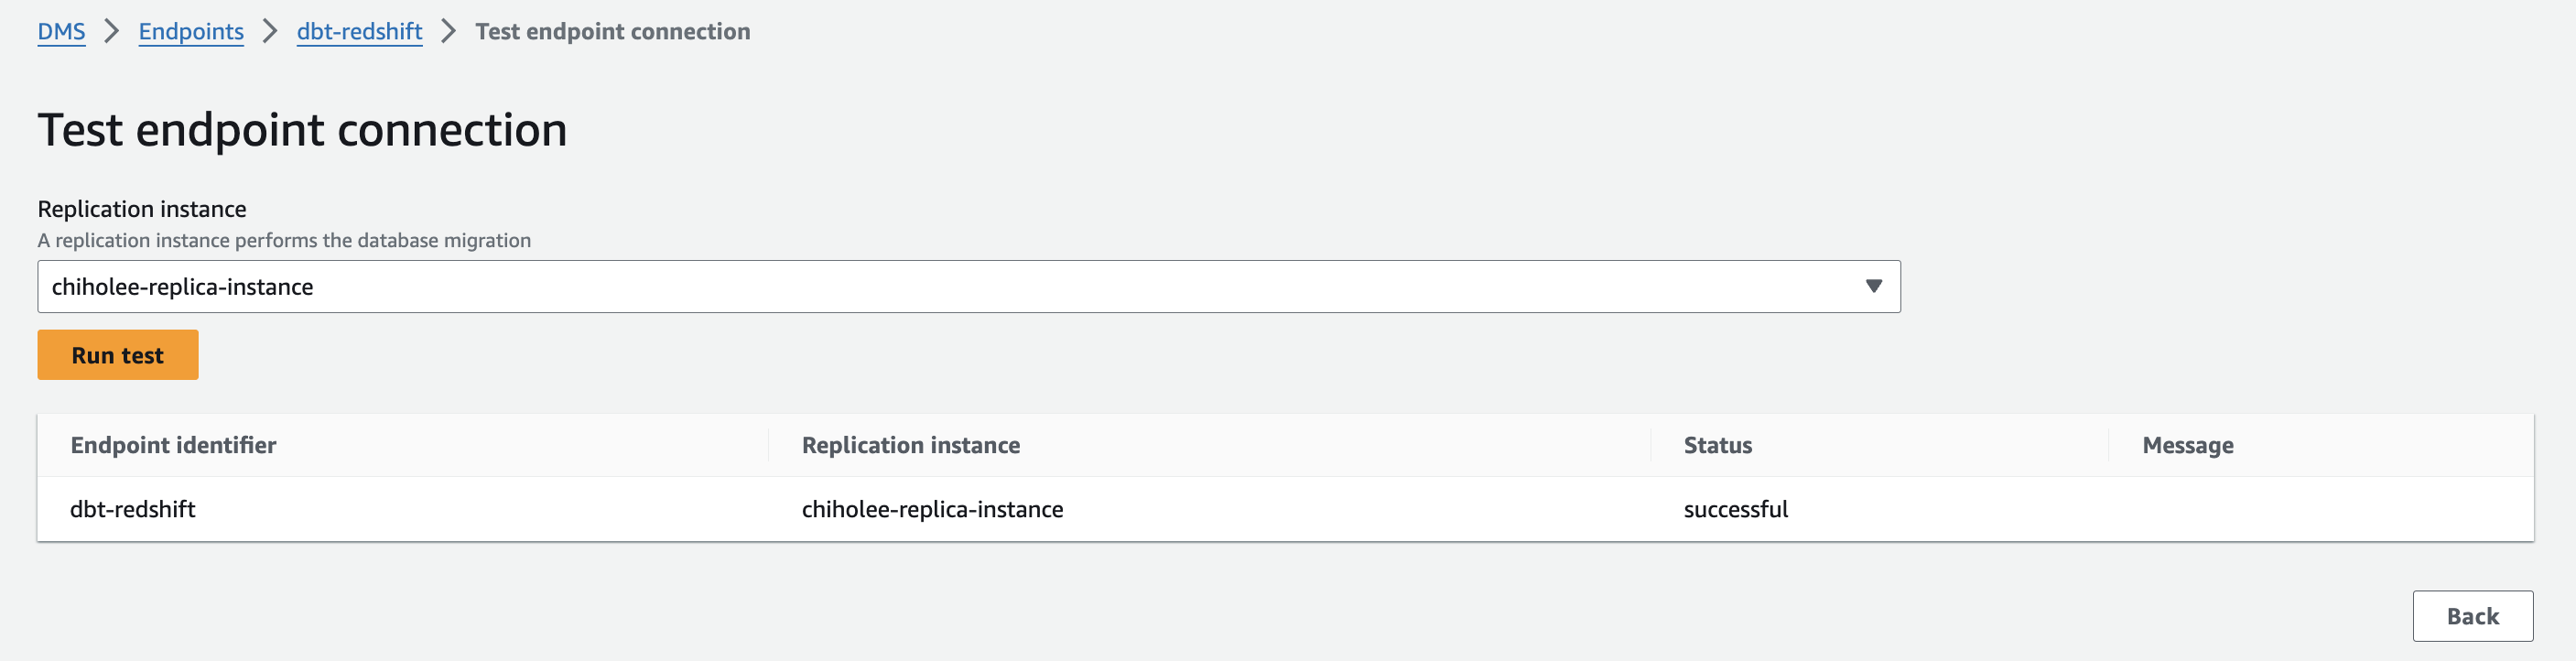 DMS > Endpoints > dbt-redshift > Test endpoint connection
Test endpoint connection
Replication instance
A replication instance performs the database migration
chiholee-replica-instance
Run test
Endpoint identifier Replication instance Status Message
dbt-redshift chiholee-replica-instance successful
Back